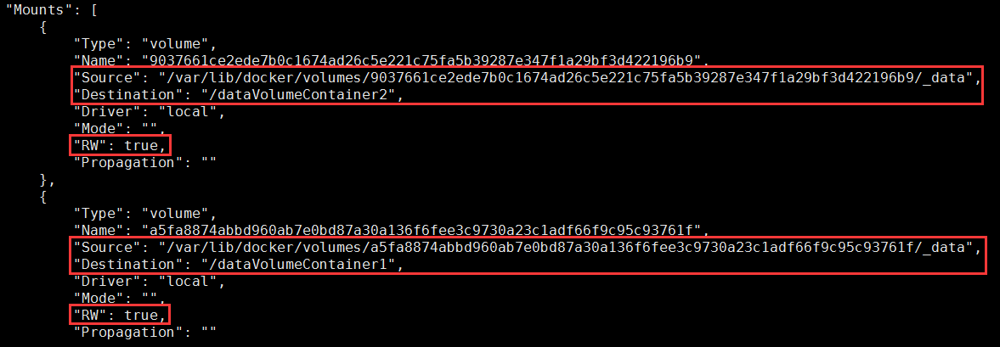 "Mounts": [
{
"Type": "volume",
"Name": "9037661ce2ede7b0c1674ad26c5e221c75fa5b39287e347f1a29bf3d422196b9",
"Source": "/var/lib/docker/volumes/9037661ce2ede7b0c1674ad26c5e221c75fa5b39287e347f1a29bf3d422196b9/_data",
"Destination": "/dataVolumeContainer2",
"Driver": "local",
"Mode": "",
"RW": true,
"Propagation": ""
},
{
"Type": "volume",
"Name": "a5fa8874abbd960ab7e0bd87a30a136f6fee3c9730a23c1adf66f9c95c93761f",
"Source": "/var/lib/docker/volumes/a5fa8874abbd960ab7e0bd87a30a136f6fee3c9730a23c1adf66f9c95c93761f/_data",
"Destination": "/dataVolumeContainer1",
"Driver": "local",
"Mode": "",
"RW": true,
"Propagation": ""